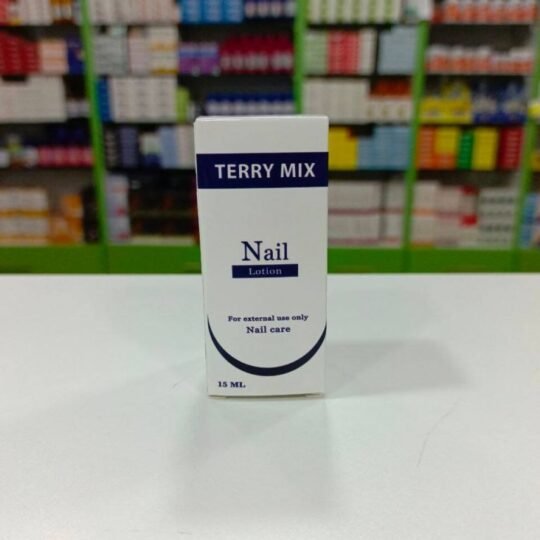 TERRY MIX
Nail
Lotion
For external use only
Nail care
15 ML